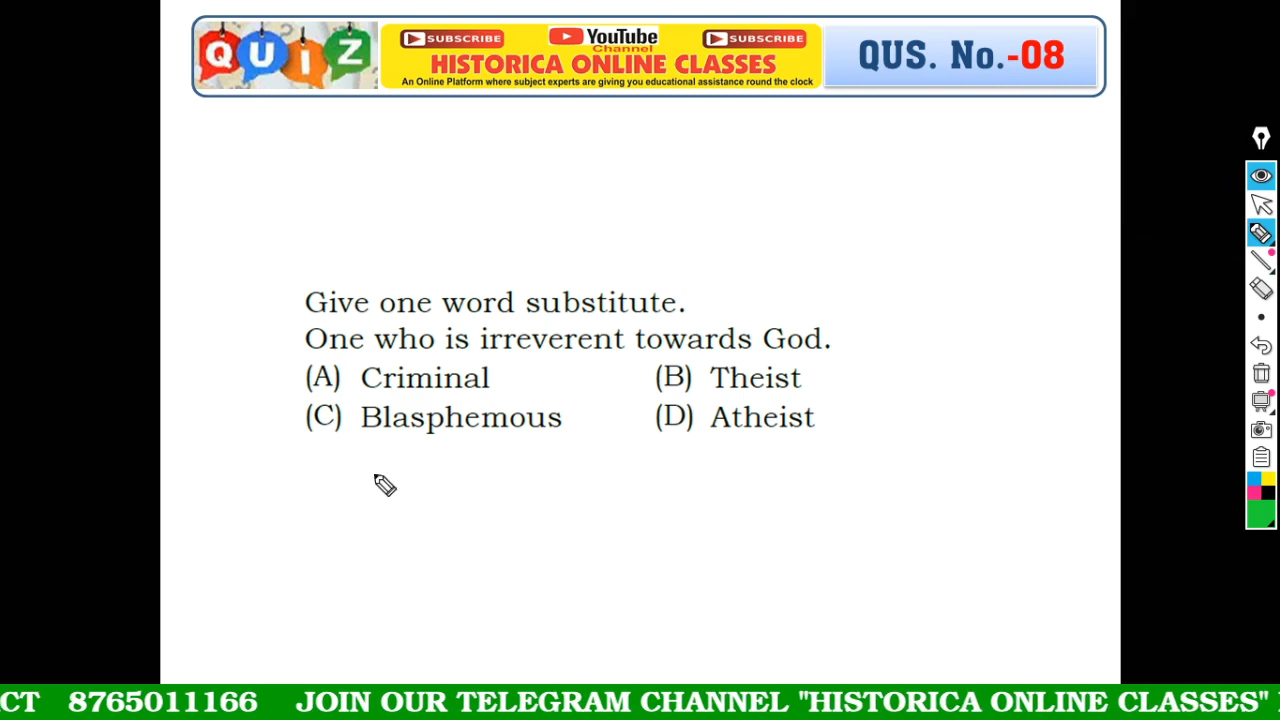 QUIZ
SUBSCRIBE YouTube SUBSCRIBE
Channel
HISTORICA ONLINE CLASSES
An Online Platform where subject experts are giving you educational assistance round the clock
QUS. No.-08
Give one word substitute.
One who is irreverent towards God.
(A) Criminal (B) Theist
(C) Blasphemous (D) Atheist
CT 8765011166 JOIN OUR TELEGRAM CHANNEL "HISTORICA ONLINE CLASSES"